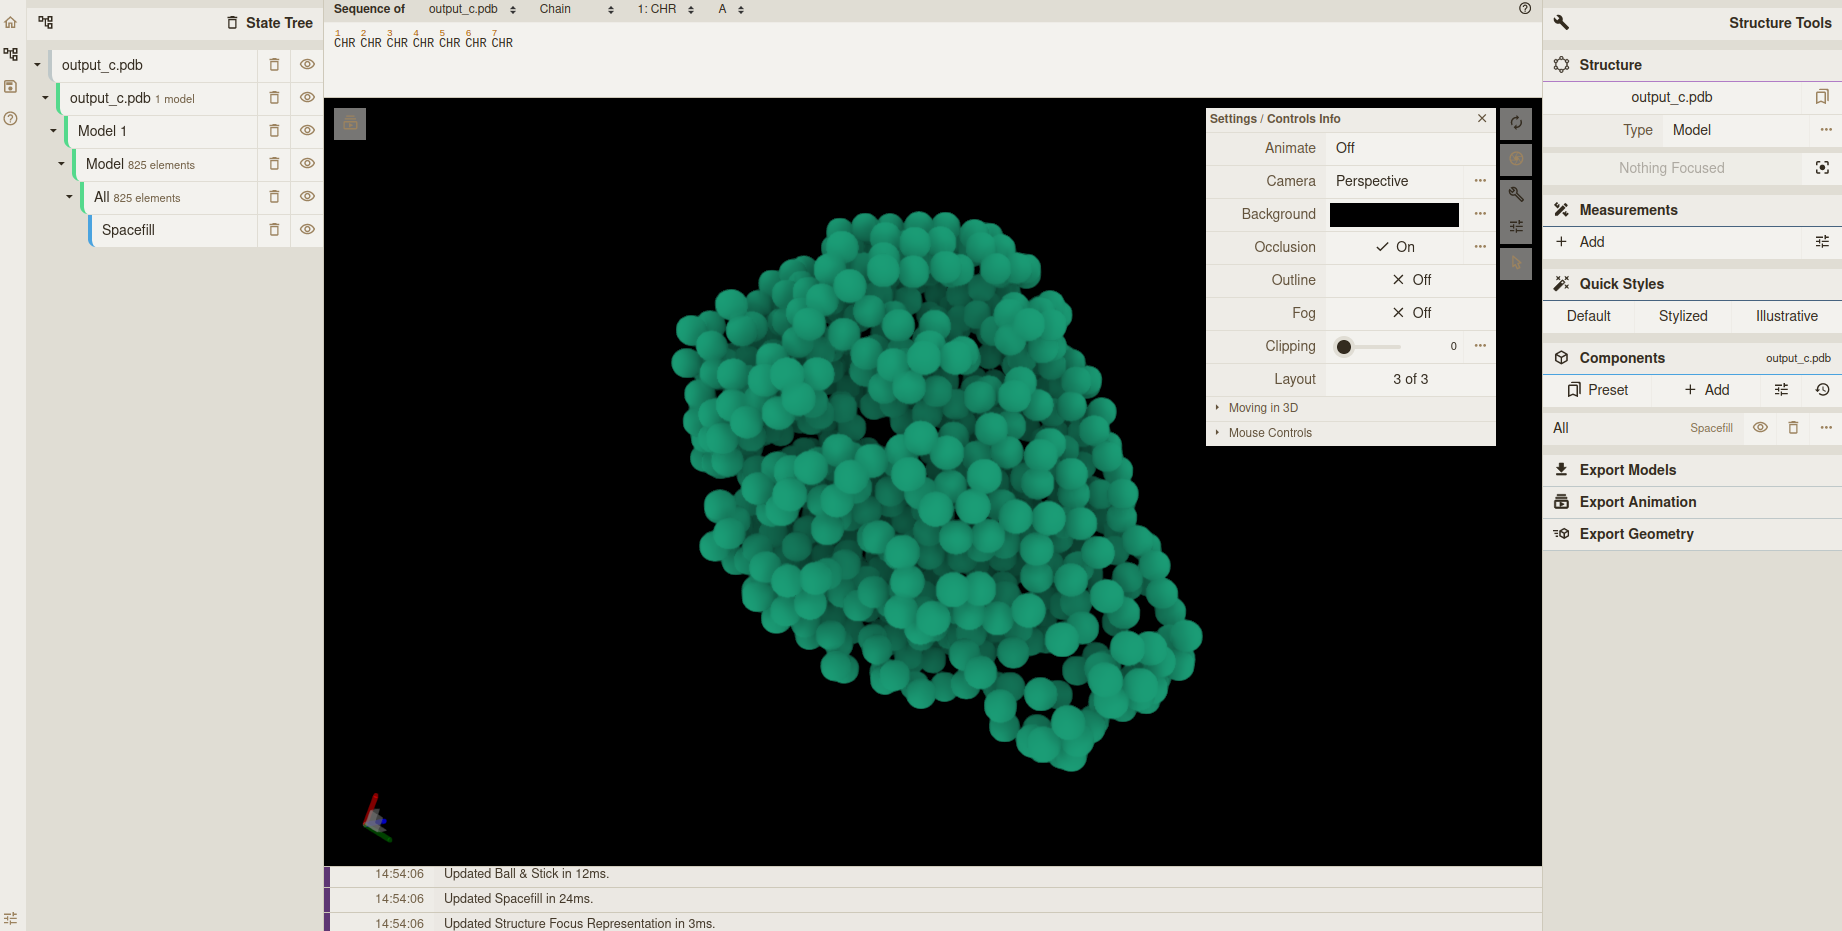 State Tree
output_c.pdb
output_c.pdb 1 model
Model 1
Model 825 elements
All 825 elements
Spacefill
Sequence of output_c.pdb Chain 1: CHR A
1 2 3 4 5 6 7
CHR CHR CHR CHR CHR CHR CHR
Settings / Controls Info
Animate Off
Camera Perspective
Background
Occlusion On
Outline Off
Fog Off
Clipping 0
Layout 3 of 3
Moving in 3D
Mouse Controls
14:54:06 Updated Ball & Stick in 12ms.
14:54:06 Updated Spacefill in 24ms.
14:54:06 Updated Structure Focus Representation in 3ms.
Structure Tools
Structure
output_c.pdb
Type Model
Nothing Focused
Measurements
Add
Quick Styles
Default Stylized Illustrative
Components output_c.pdb
Preset Add
All Spacefill
Export Models
Export Animation
Export Geometry